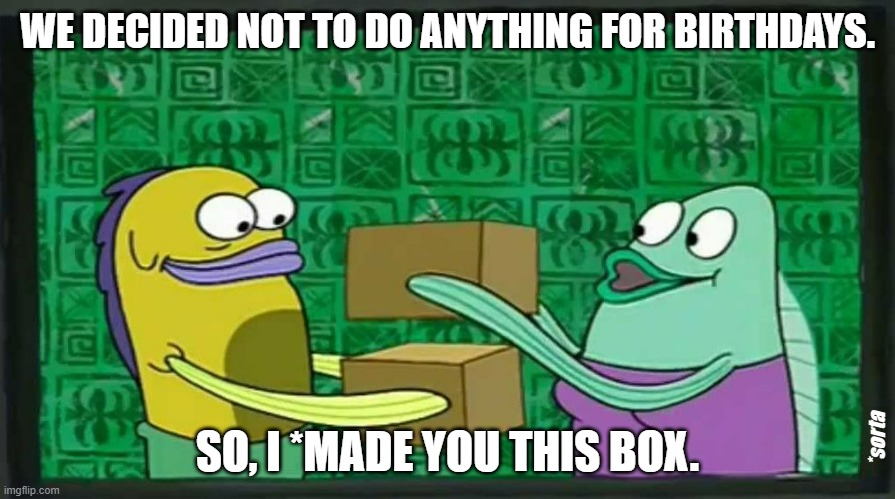 WE DECIDED NOT TO DO ANYTHING FOR BIRTHDAYS.
SO, I *MADE YOU THIS BOX.
*sorta
imgflip.com